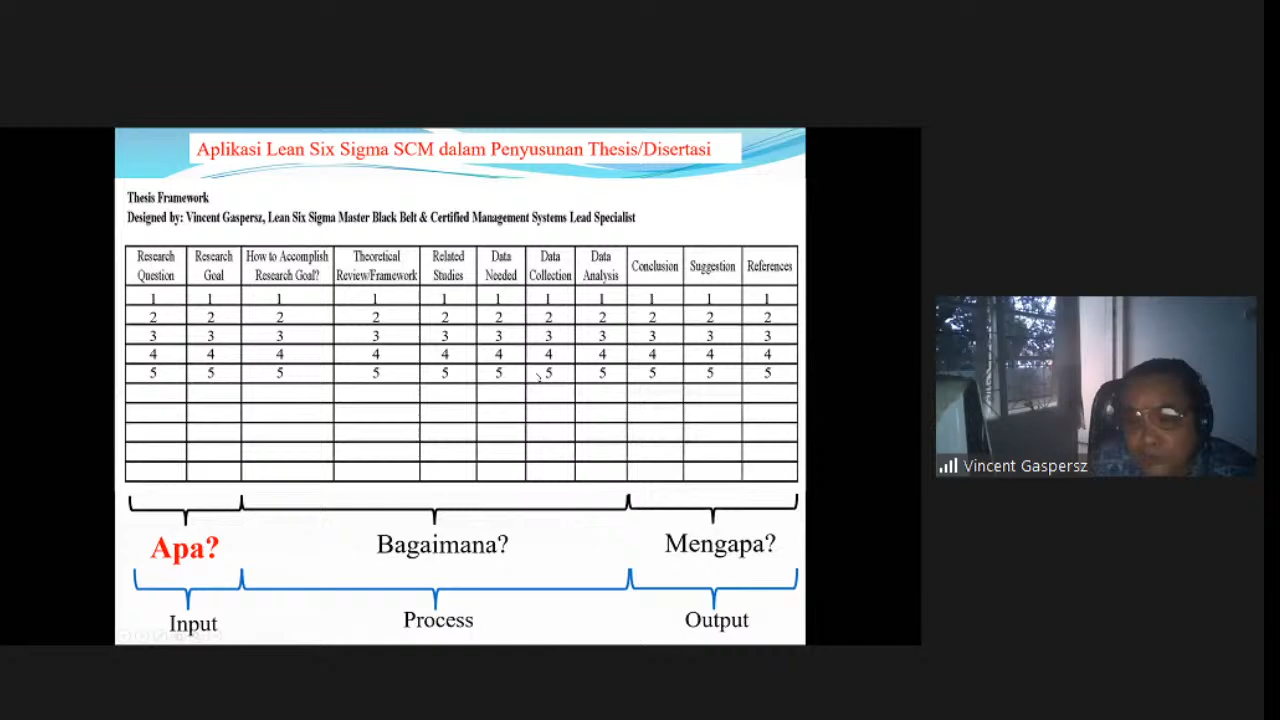 Aplikasi Lean Six Sigma SCM dalam Penyusunan Thesis/Disertasi
Thesis Framework
Designed by: Vincent Gaspersz, Lean Six Sigma Master Black Belt & Certified Management Systems Lead Specialist
Research Question Research Goal How to Accomplish Research Goal? Theoretical Review/Framework Related Studies Data Needed Data Collection Data Analysis Conclusion Suggestion References
1 1 1 1 1 1 1 1 1 1 1
2 2 2 2 2 2 2 2 2 2 2
3 3 3 3 3 3 3 3 3 3 3
4 4 4 4 4 4 4 4 4 4 4
5 5 5 5 5 5 5 5 5 5 5
Apa? Bagaimana? Mengapa?
Input Process Output
Vincent Gaspersz